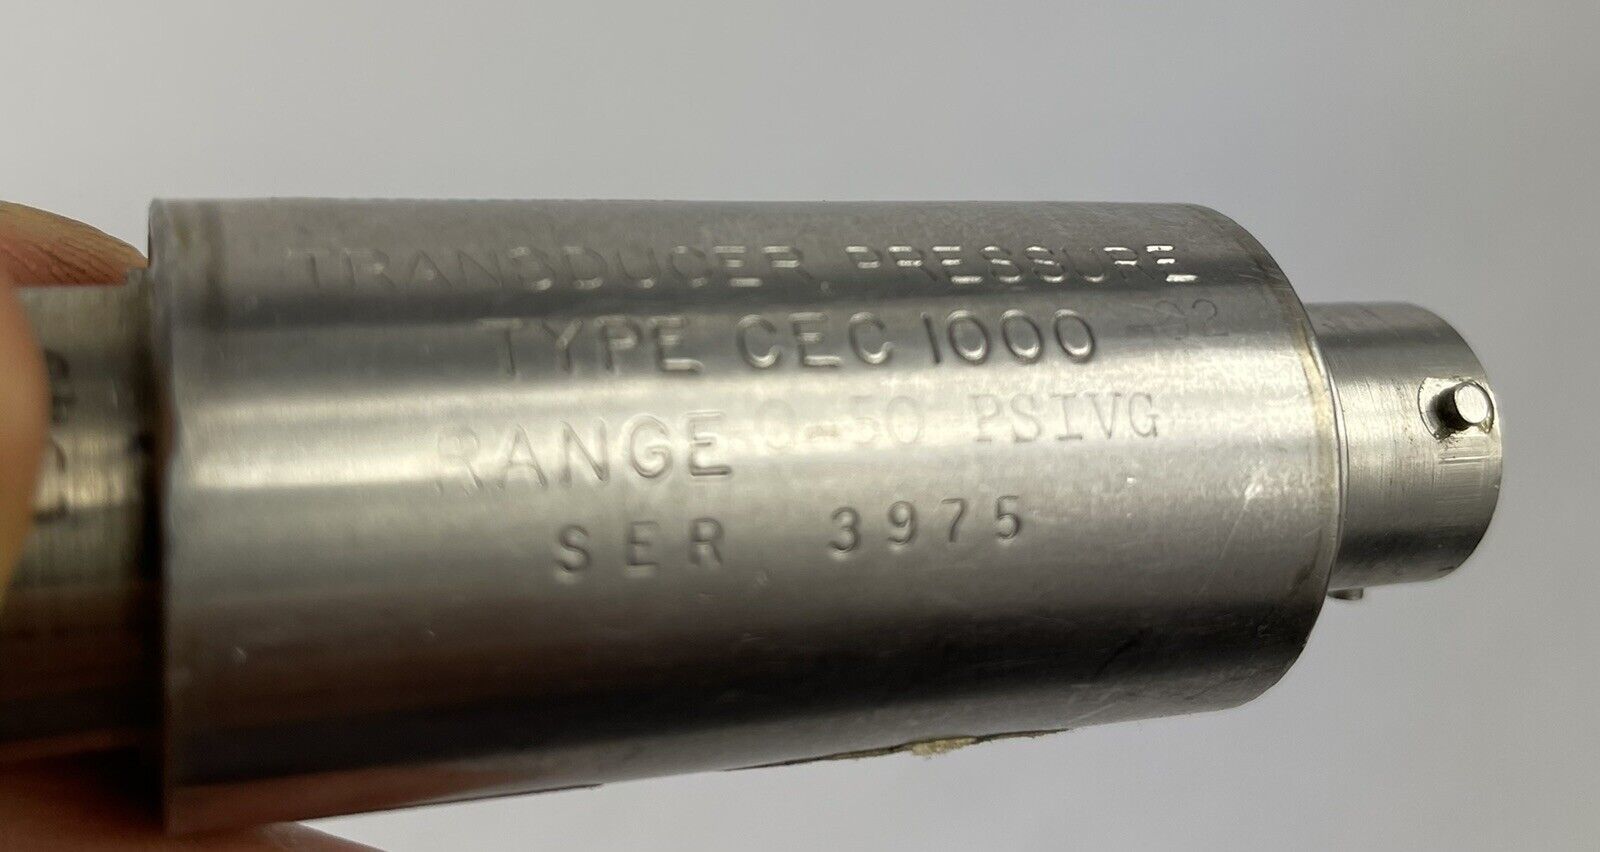 TRANSDUCER PRESSURE
TYPE CEC 1000 -02
RANGE 0-50 PSIVG
SER 3975